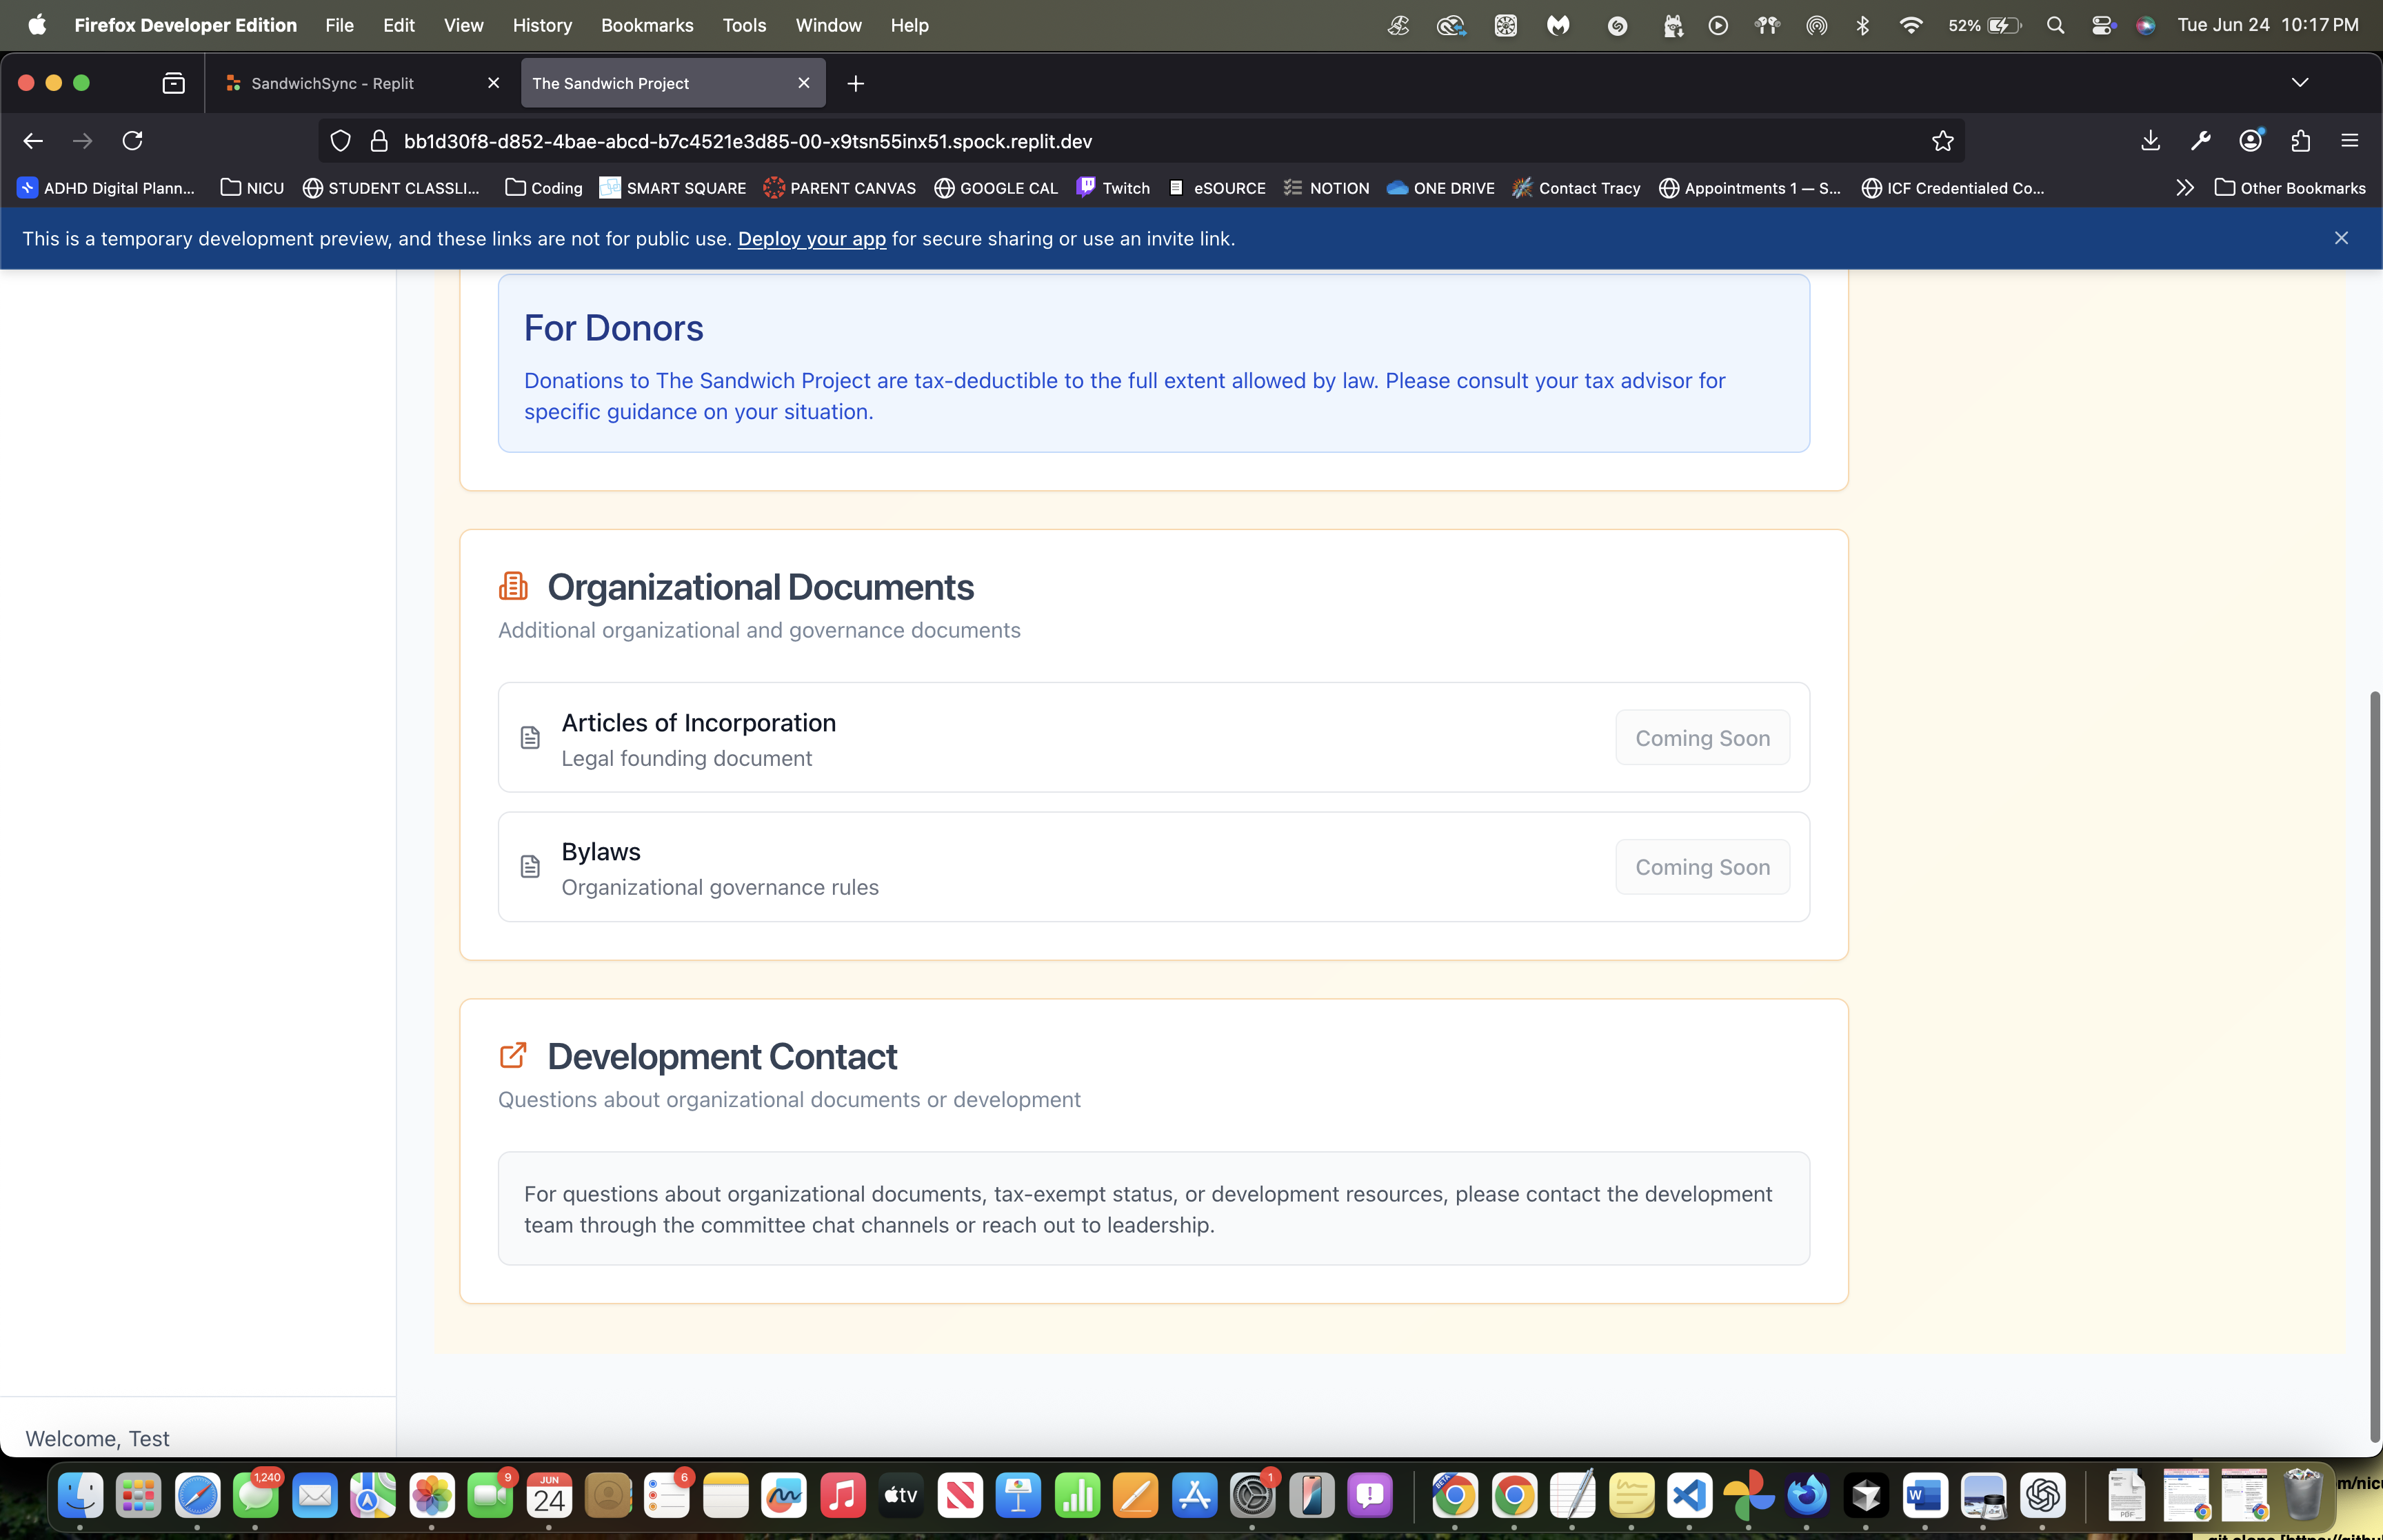 Firefox Developer Edition File Edit View History Bookmarks Tools Window Help 52% Tue Jun 24 10:17 PM
SandwichSync - Replit The Sandwich Project
bb1d30f8-d852-4bae-abcd-b7c4521e3d85-00-x9tsn55inx51.spock.replit.dev
ADHD Digital Plann... NICU STUDENT CLASSLI... Coding SMART SQUARE PARENT CANVAS GOOGLE CAL Twitch eSOURCE NOTION ONE DRIVE Contact Tracy Appointments 1 — S... ICF Credentialed Co... Other Bookmarks
This is a temporary development preview, and these links are not for public use. Deploy your app for secure sharing or use an invite link.
For Donors
Donations to The Sandwich Project are tax-deductible to the full extent allowed by law. Please consult your tax advisor for
specific guidance on your situation.
Organizational Documents
Additional organizational and governance documents
Articles of Incorporation
Legal founding document
Coming Soon
Bylaws
Organizational governance rules
Coming Soon
Development Contact
Questions about organizational documents or development
For questions about organizational documents, tax-exempt status, or development resources, please contact the development
team through the committee chat channels or reach out to leadership.
Welcome, Test
1,240 9 JUN 24 6 tv 1 BETA W PDF